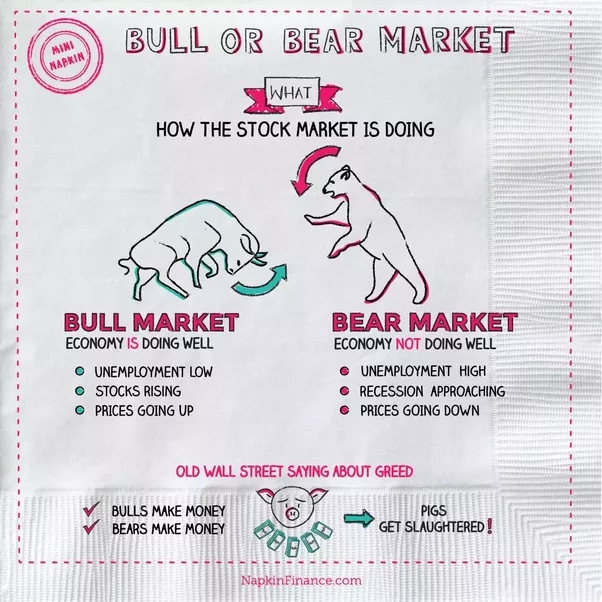 MINI
NAPKIN
BULL OR BEAR MARKET
WHAT
HOW THE STOCK MARKET IS DOING
BULL MARKET
ECONOMY IS DOING WELL
UNEMPLOYMENT LOW
STOCKS RISING
PRICES GOING UP
BEAR MARKET
ECONOMY NOT DOING WELL
UNEMPLOYMENT HIGH
RECESSION APPROACHING
PRICES GOING DOWN
OLD WALL STREET SAYING ABOUT GREED
BULLS MAKE MONEY
BEARS MAKE MONEY
PIGS
GET SLAUGHTERED!
NapkinFinance.com